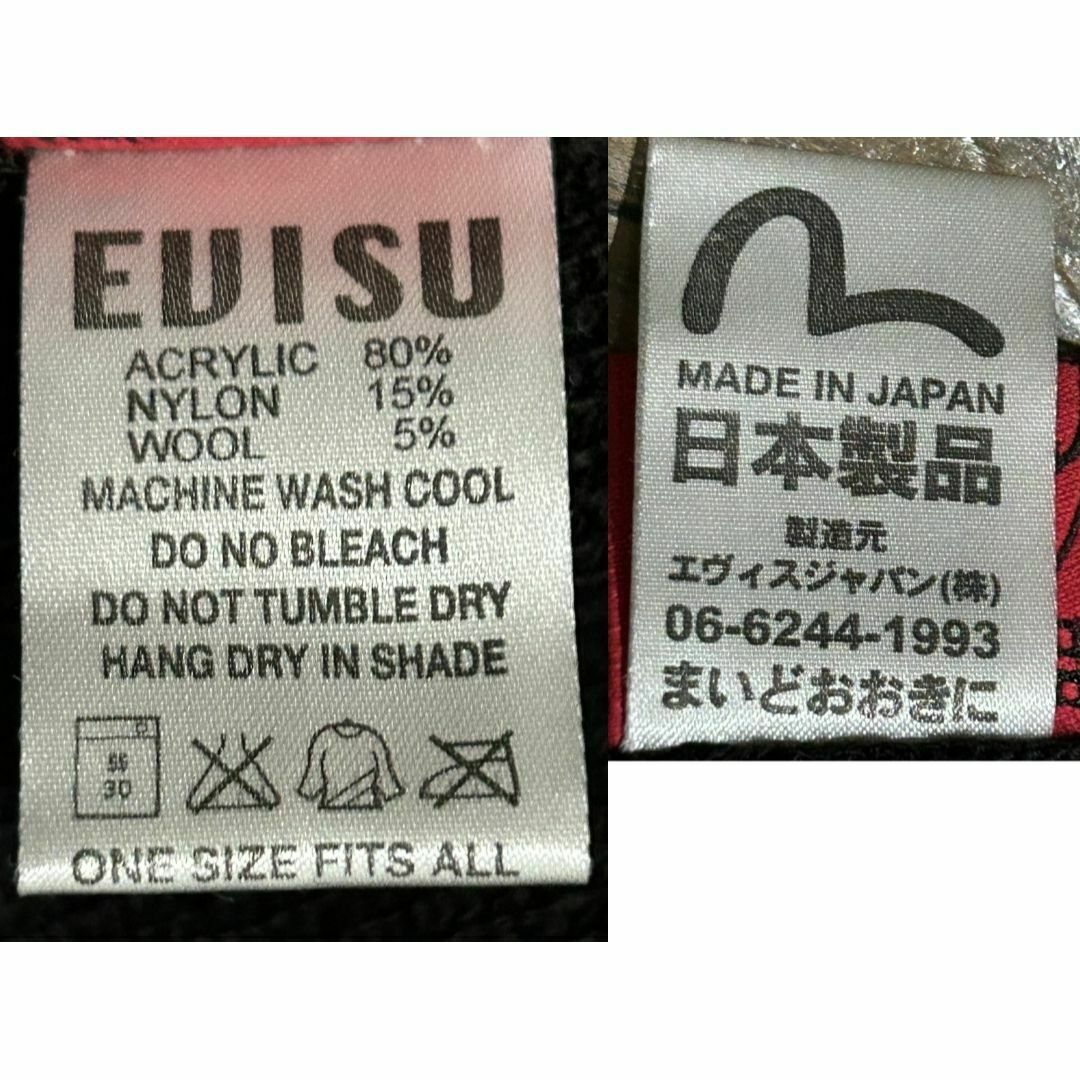 EVISU
ACRYLIC 80%
NYLON 15%
WOOL 5%
MACHINE WASH COOL
DO NO BLEACH
DO NOT TUMBLE DRY
HANG DRY IN SHADE
30
ONE SIZE FITS ALL
MADE IN JAPAN
日本製品
製造元
エヴィスジャパン(株)
06-6244-1993
まいどおおきに